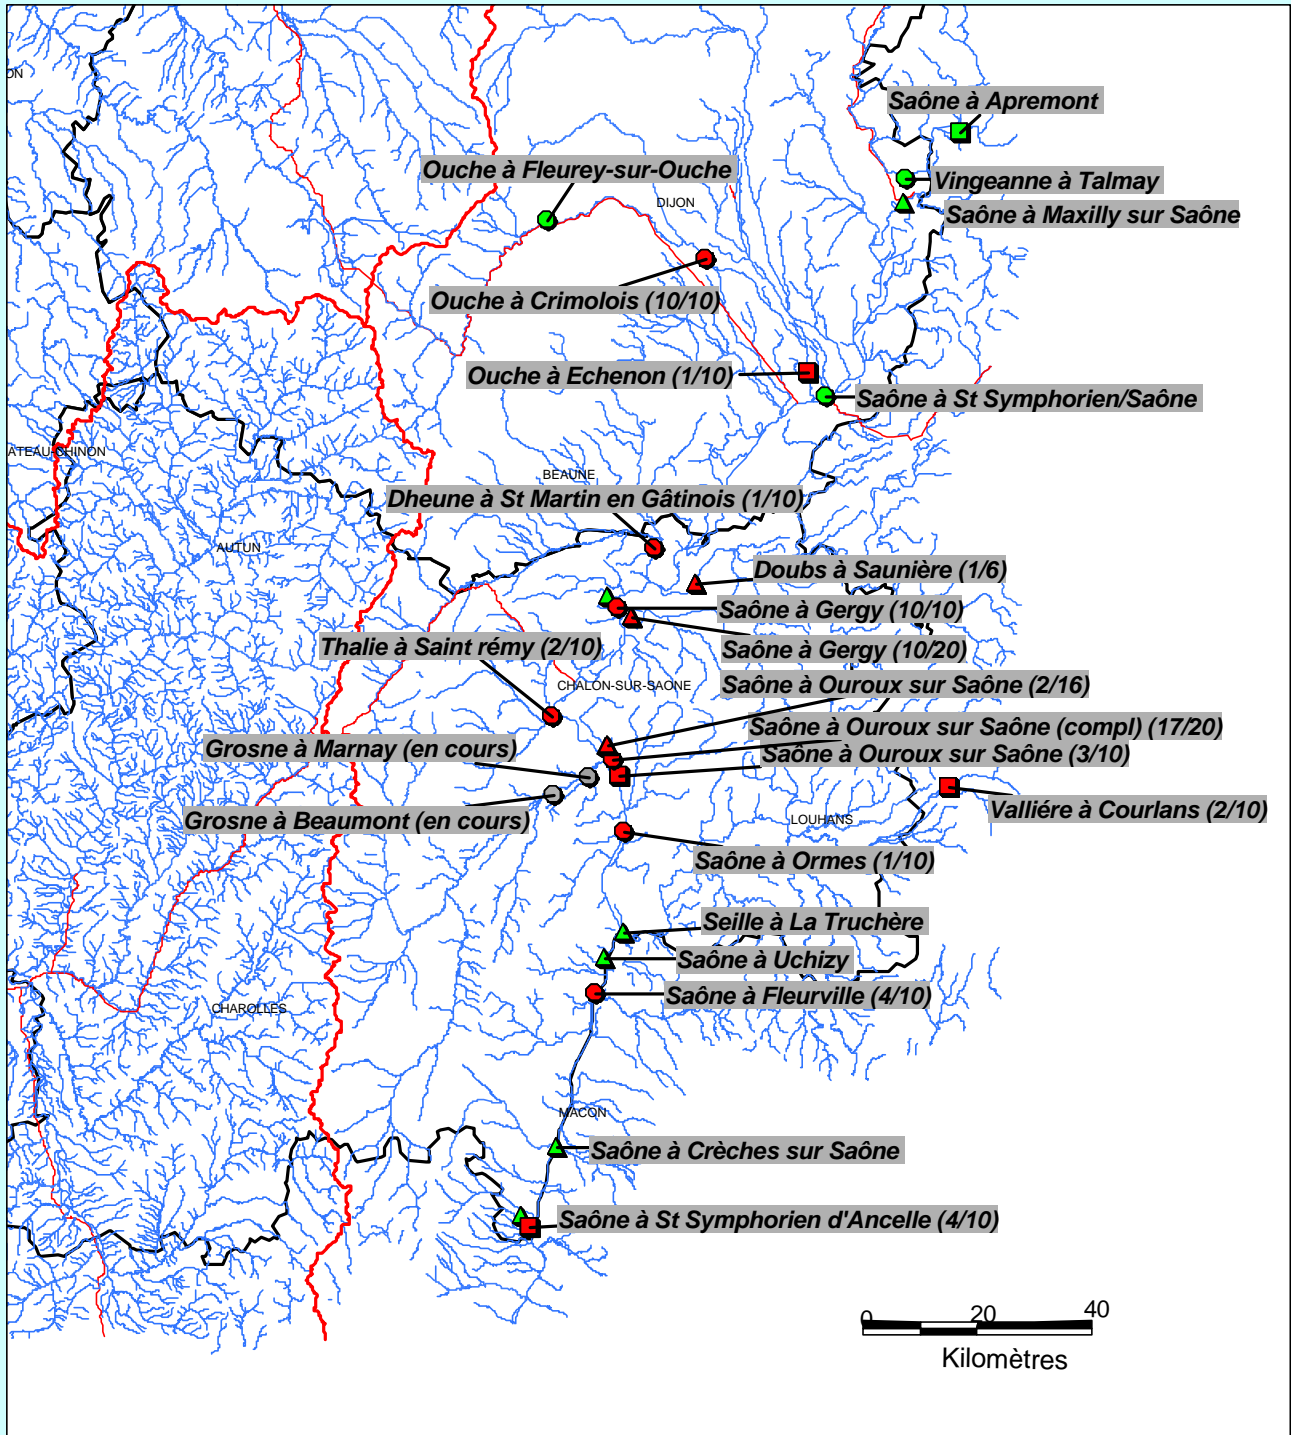 ON
Saône à Apremont
Ouche à Fleurey-sur-Ouche
Vingeanne à Talmay
DIJON
Saône à Maxilly sur Saône
Ouche à Crimolois (10/10)
Ouche à Echenon (1/10)
Saône à St Symphorien/Saône
ATEAU-CHINON
BEAUNE
Dheune à St Martin en Gâtinois (1/10)
AUTUN
Doubs à Saunière (1/6)
Saône à Gergy (10/10)
Thalie à Saint rémy (2/10)
Saône à Gergy (10/20)
CHALON-SUR-SAONE
Saône à Ouroux sur Saône (2/16)
Saône à Ouroux sur Saône (compl) (17/20)
Grosne à Marnay (en cours)
Saône à Ouroux sur Saône (3/10)
Valliére à Courlans (2/10)
Grosne à Beaumont (en cours)
LOUHANS
Saône à Ormes (1/10)
Seille à La Truchère
Saône à Uchizy
Saône à Fleurville (4/10)
CHAROLLES
MACON
Saône à Crèches sur Saône
Saône à St Symphorien d'Ancelle (4/10)
0 20 40
Kilomètres